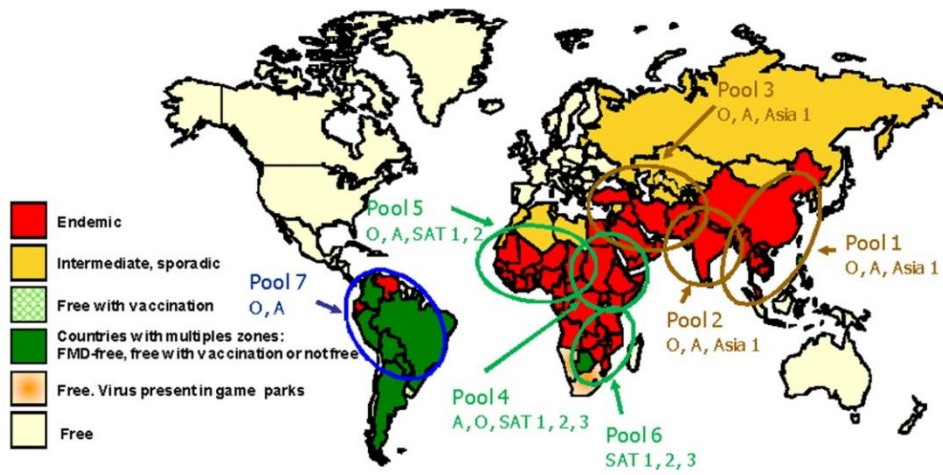 Pool 3
O, A, Asia 1
Pool 5
O, A, SAT 1, 2
Endemic
Intermediate, sporadic
Free with vaccination
Countries with multiples zones:
FMD-free, free with vaccination or not free
Free. Virus present in game parks
Free
Pool 7
O, A
Pool 1
O, A, Asia 1
Pool 2
O, A, Asia 1
Pool 4
A, O, SAT 1, 2, 3
Pool 6
SAT 1, 2, 3